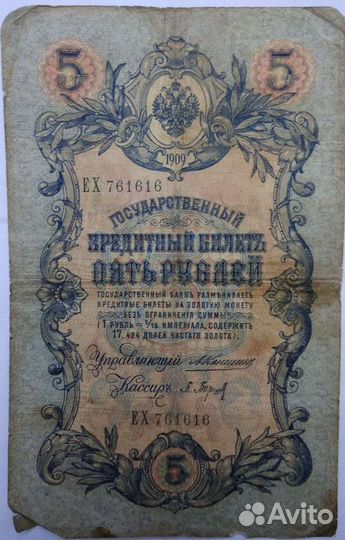 5 5
1909
ЕХ 761616
ГОСУДАРСТВЕННЫЙ
КРЕДИТНЫЙ БИЛЕТЪ
ПЯТЬ РУБЛЕЙ
ГОСУДАРСТВЕННЫЙ БАНКЪ РАЗМѢНИВАЕТЪ
КРЕДИТНЫЕ БИЛЕТЫ НА ЗОЛОТУЮ МОНЕТУ
БЕЗЪ ОГРАНИЧЕНІЯ СУММЫ
(1 РУБЛЬ = 1/15 ИМПЕРІАЛА, СОДЕРЖИТЪ
17,424 ДОЛЕЙ ЧИСТАГО ЗОЛОТА).
Управляющій
Кассиръ
ЕХ 761616
5
Avito